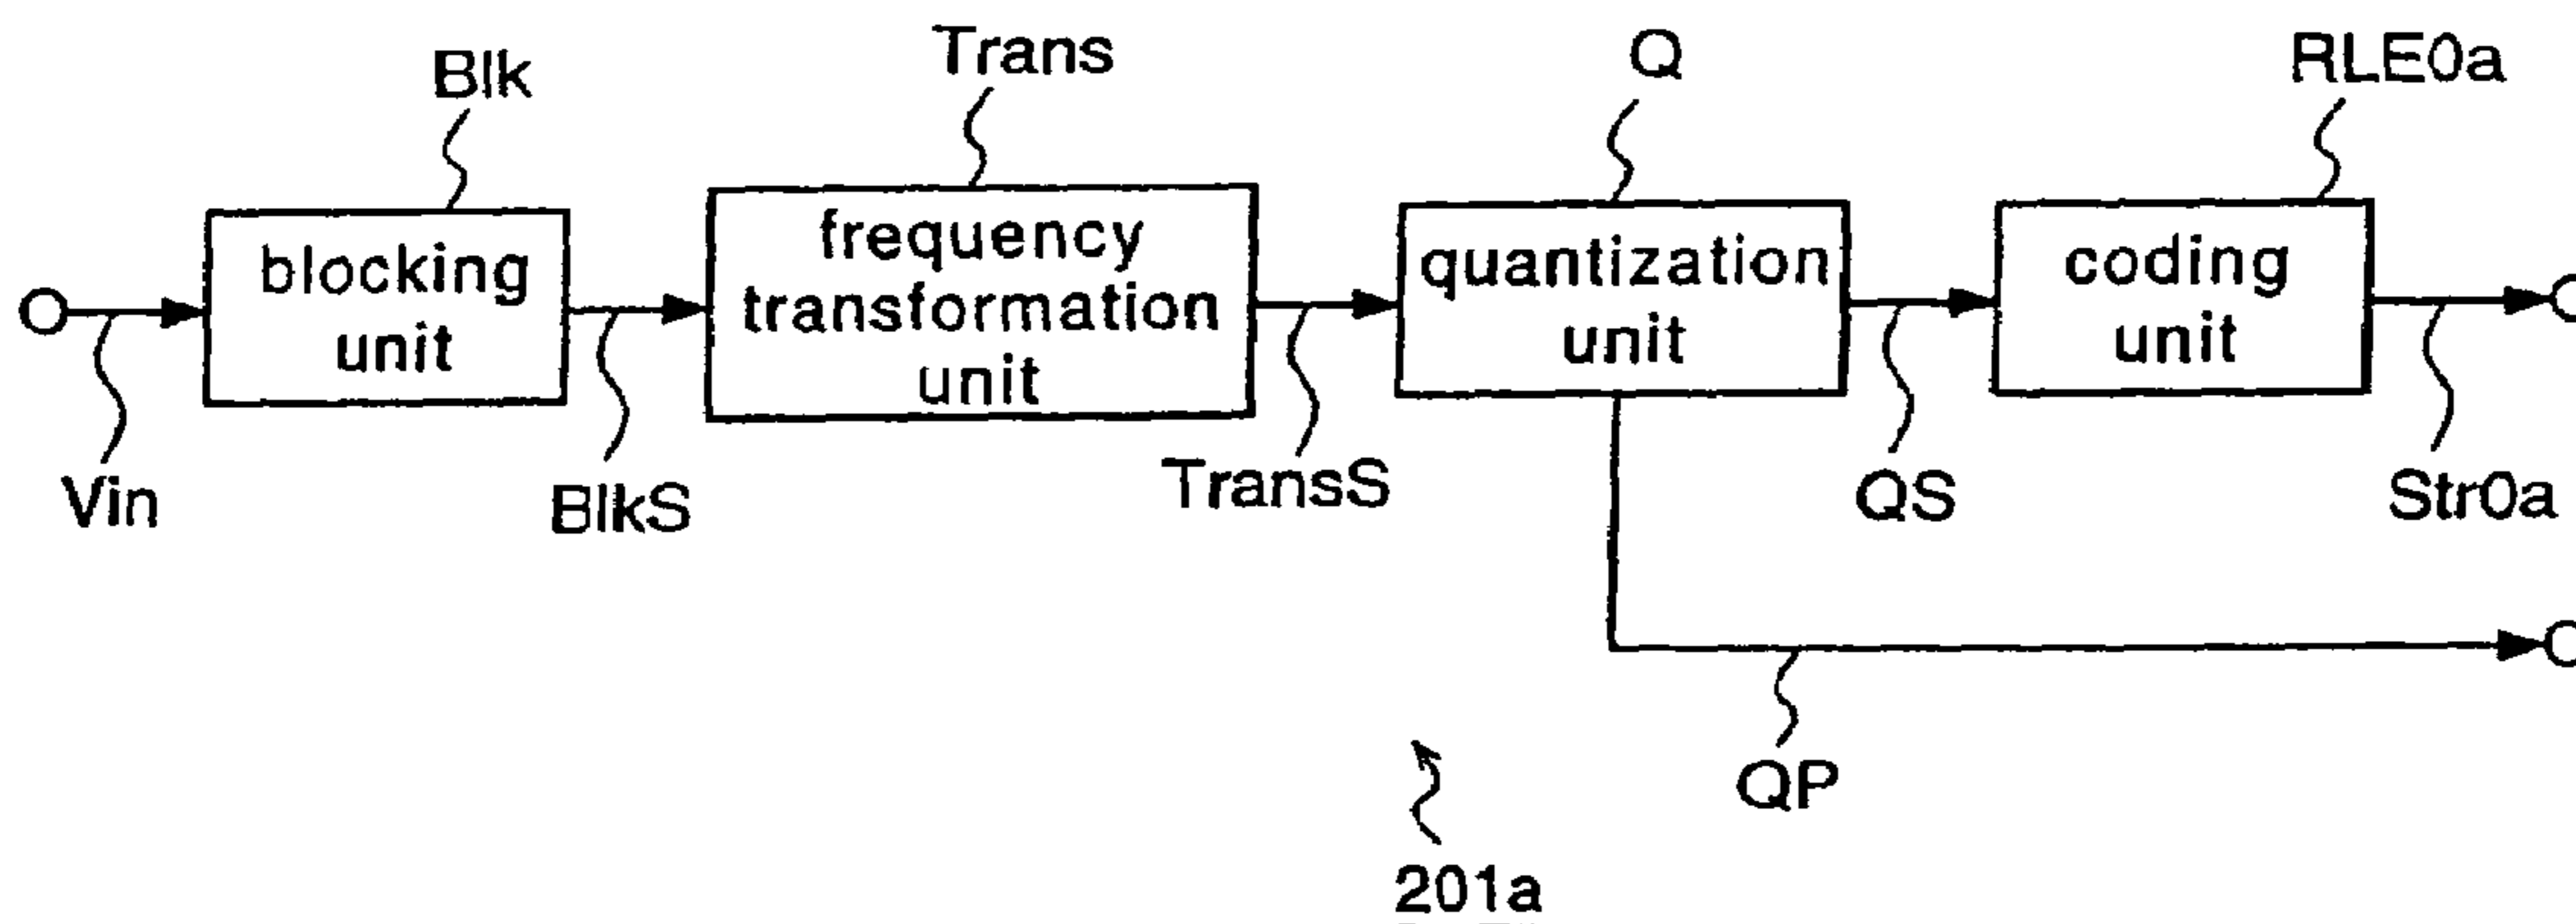 Blk
Trans
Q
RLE0a
blocking
unit
frequency
transformation
unit
quantization
unit
coding
unit
Vin
BlkS
TransS
QS
Str0a
QP
201a